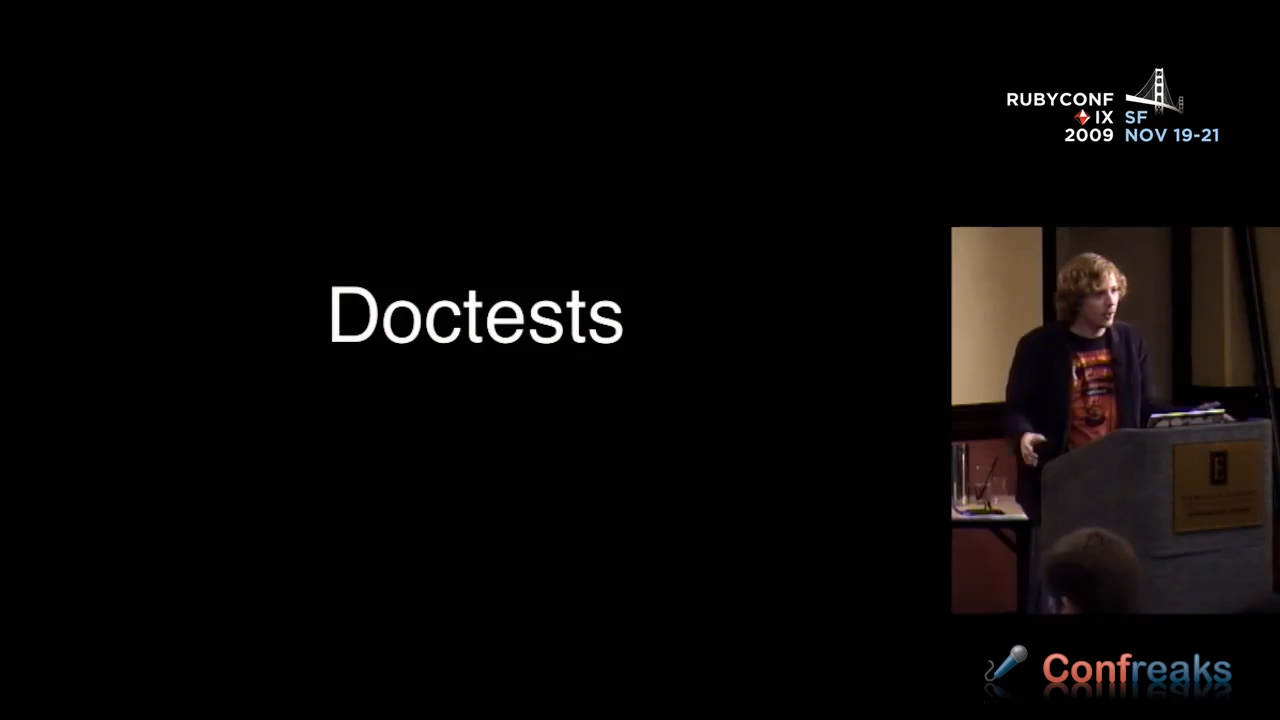 Doctests
RUBYCONF
IX SF
2009 NOV 19-21
E
Confreaks